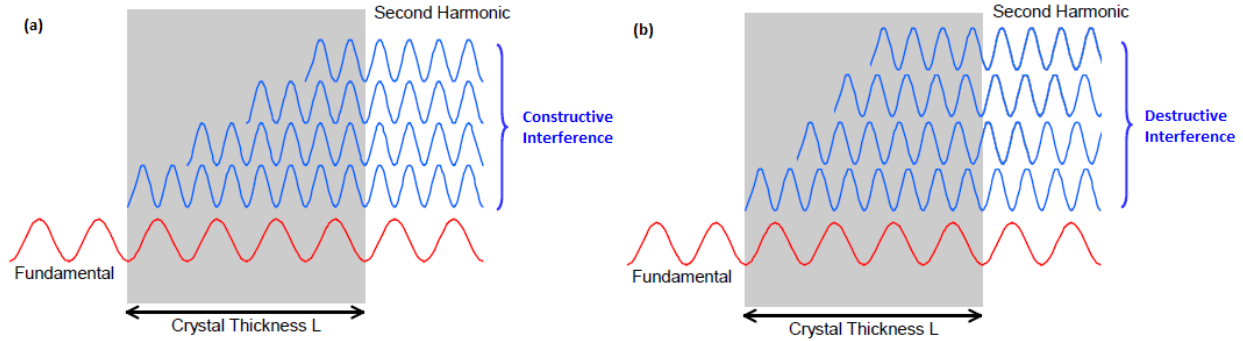 (a)
Second Harmonic
Constructive
Interference
Fundamental
Crystal Thickness L
(b)
Second Harmonic
Destructive
Interference
Fundamental
Crystal Thickness L